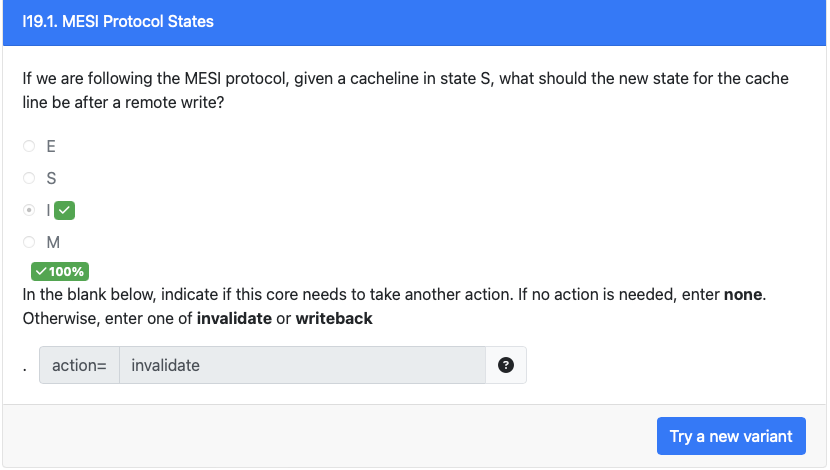 I19.1. MESI Protocol States
If we are following the MESI protocol, given a cacheline in state S, what should the new state for the cache
line be after a remote write?
E
S
I
M
100%
In the blank below, indicate if this core needs to take another action. If no action is needed, enter none.
Otherwise, enter one of invalidate or writeback
. action= invalidate ?
Try a new variant